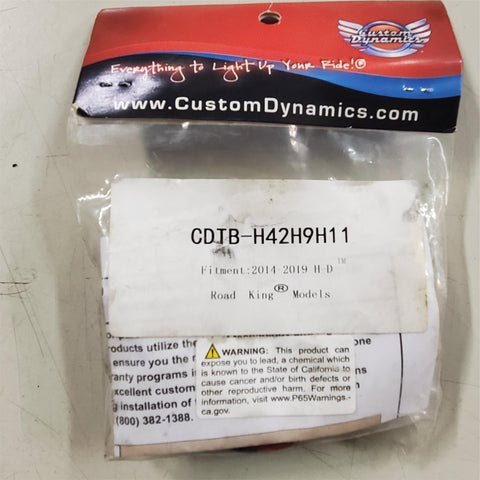 Custom
Dynamics
Everything to Light Up Your Ride!©
www.CustomDynamics.com
CDTB-H42H9H11
Fitment:2014 2019 H-D™
Road King® Models
oducts utilize the
one
ensure you the
ranty programs i
ns
excellent custom
g installation of
(800) 382-1388.
WARNING: This product can
expose you to lead, a chemical which
is known to the State of California to
cause cancer and/or birth defects or
other reproductive harm. For more
information, visit www.P65Warnings.-
ca.gov.